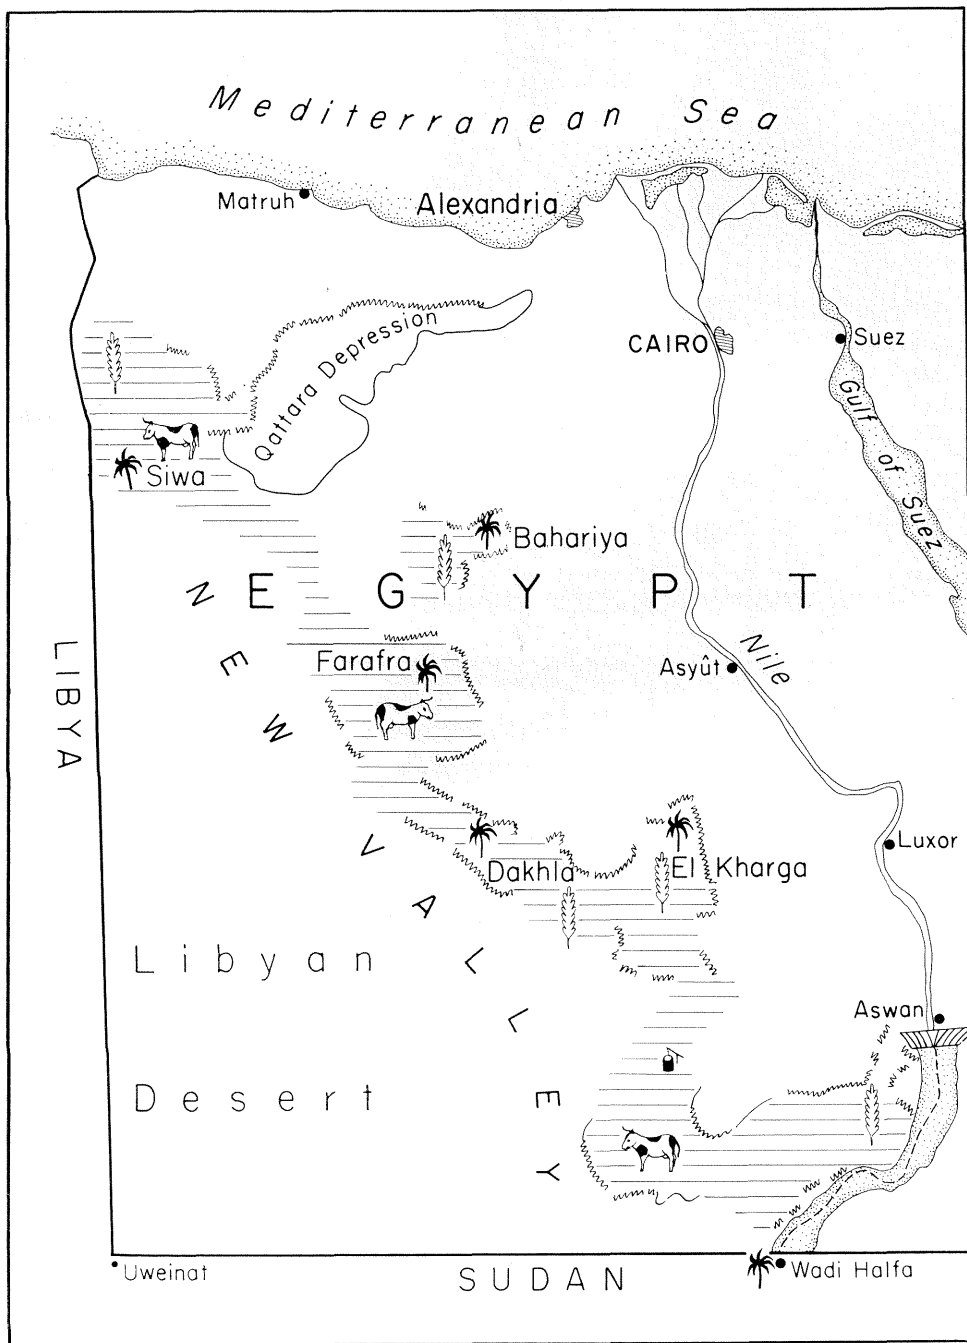 Mediterranean Sea
Matruh
Alexandria
Qattara Depression
CAIRO
Suez
Gulf of Suez
Siwa
Bahariya
EGYPT
NEW VALLEY
LIBYA
Farafra
Asyût
Nile
Luxor
Dakhla
El Kharga
Libyan
Desert
Aswan
Uweinat
SUDAN
Wadi Halfa